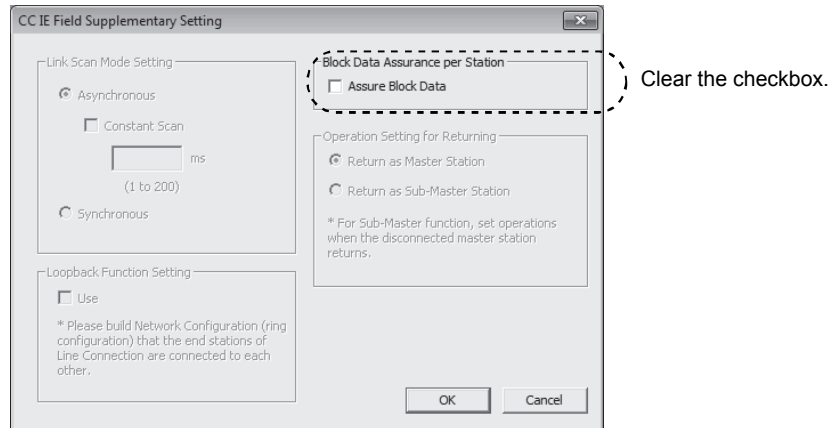 CC IE Field Supplementary Setting
Link Scan Mode Setting
Asynchronous
Constant Scan
ms
(1 to 200)
Synchronous
Loopback Function Setting
Use
* Please build Network Configuration (ring
configuration) that the end stations of
Line Connection are connected to each
other.
Block Data Assurance per Station
Assure Block Data
Clear the checkbox.
Operation Setting for Returning
Return as Master Station
Return as Sub-Master Station
* For Sub-Master function, set operations
when the disconnected master station
returns.
OK
Cancel